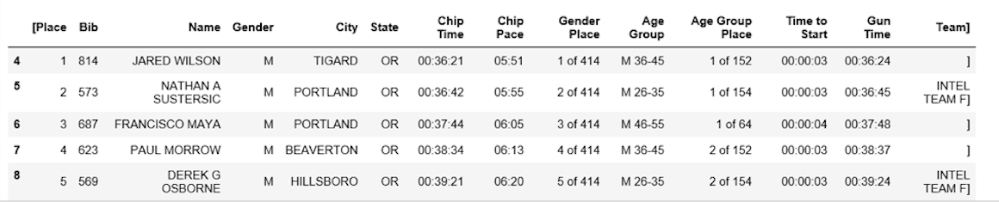 [Place Bib Name Gender City State Chip Time Chip Pace Gender Place Age Group Age Group Place Time to Start Gun Time Team]
4 1 814 JARED WILSON M TIGARD OR 00:36:21 05:51 1 of 414 M 36-45 1 of 152 00:00:03 00:36:24 ]
5 2 573 NATHAN A SUSTERSIC M PORTLAND OR 00:36:42 05:55 2 of 414 M 26-35 1 of 154 00:00:03 00:36:45 INTEL TEAM F]
6 3 687 FRANCISCO MAYA M PORTLAND OR 00:37:44 06:05 3 of 414 M 46-55 1 of 64 00:00:04 00:37:48 ]
7 4 623 PAUL MORROW M BEAVERTON OR 00:38:34 06:13 4 of 414 M 36-45 2 of 152 00:00:03 00:38:37 ]
8 5 569 DEREK G OSBORNE M HILLSBORO OR 00:39:21 06:20 5 of 414 M 26-35 2 of 154 00:00:03 00:39:24 INTEL TEAM F]